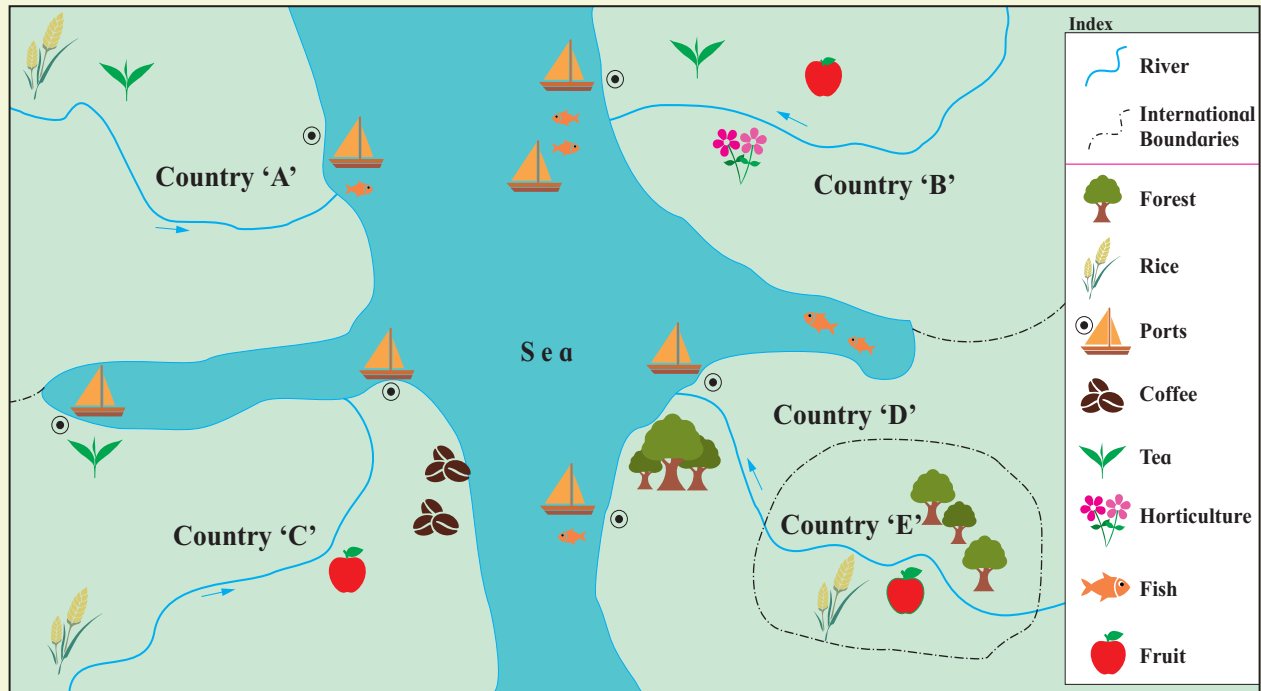 Index
River
International
Boundaries
Country ‘A’
Country ‘B’
Forest
Rice
Sea
Ports
Coffee
Country ‘D’
Tea
Country ‘C’
Country ‘E’
Horticulture
Fish
Fruit